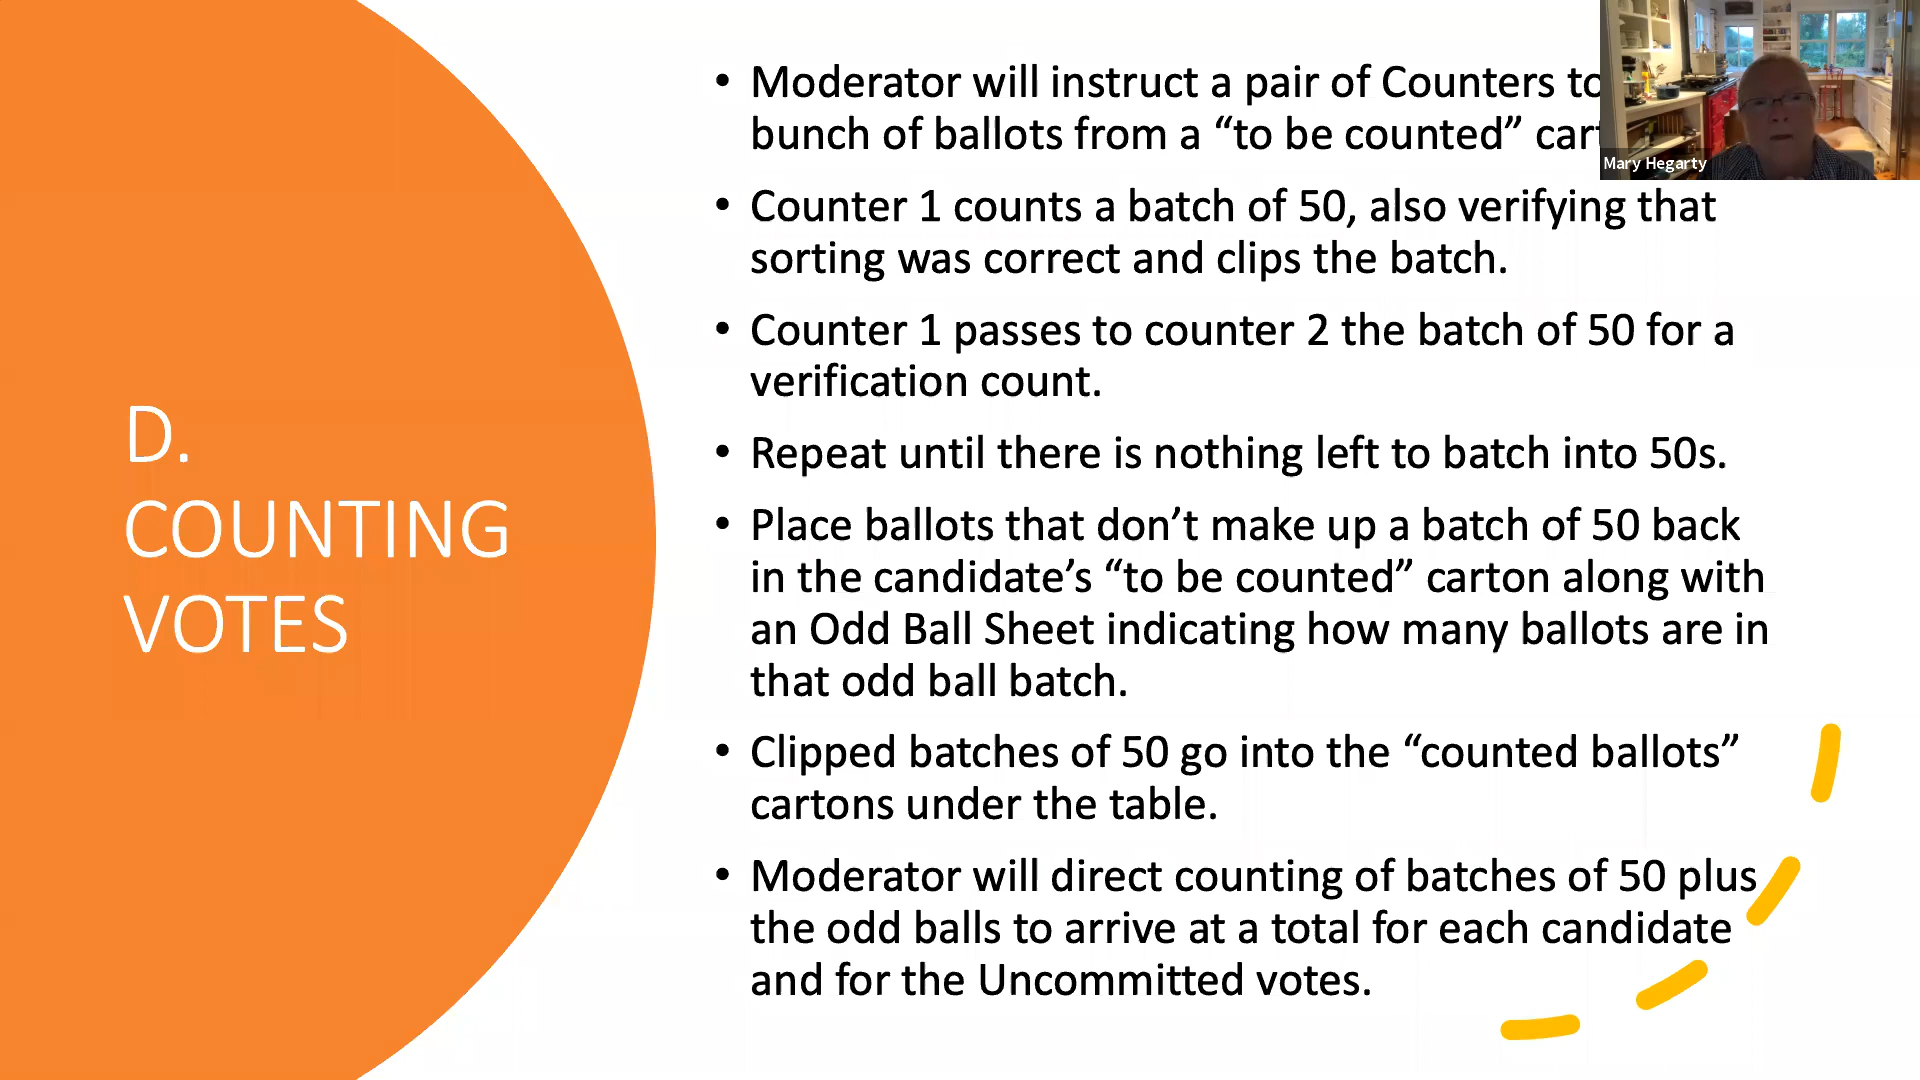 D.
COUNTING
VOTES
• Moderator will instruct a pair of Counters to
bunch of ballots from a “to be counted”
• Counter 1 counts a batch of 50, also verifying that
sorting was correct and clips the batch.
• Counter 1 passes to counter 2 the batch of 50 for a
verification count.
• Repeat until there is nothing left to batch into 50s.
• Place ballots that don’t make up a batch of 50 back
in the candidate’s “to be counted” carton along with
an Odd Ball Sheet indicating how many ballots are in
that odd ball batch.
• Clipped batches of 50 go into the “counted ballots”
cartons under the table.
• Moderator will direct counting of batches of 50 plus
the odd balls to arrive at a total for each candidate
and for the Uncommitted votes.
Mary Hegarty